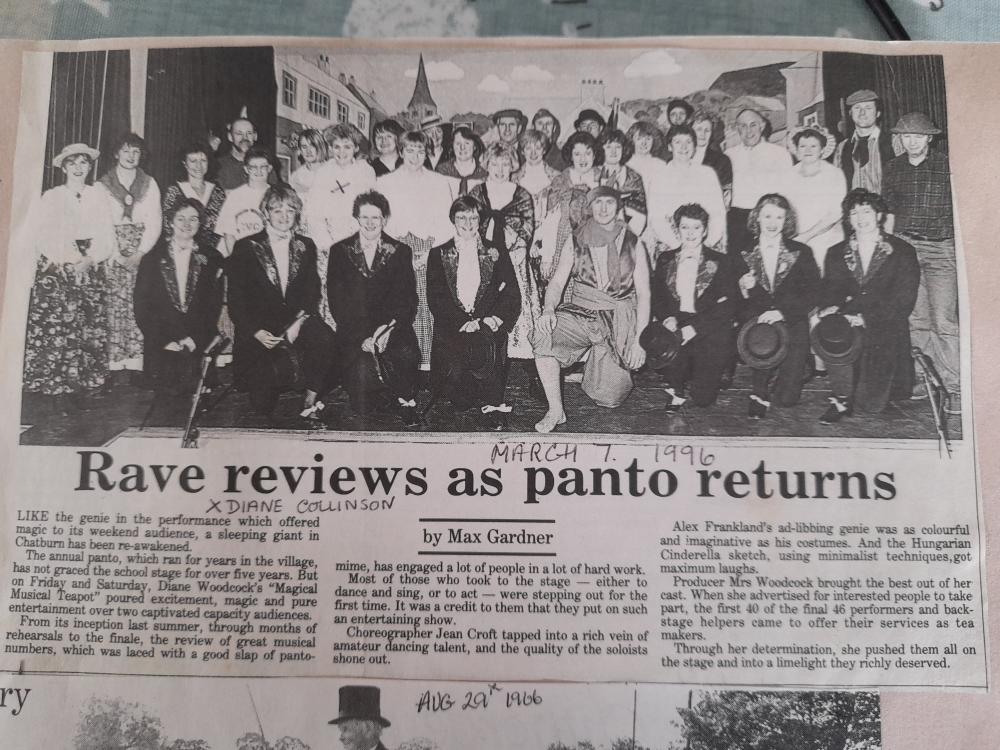 MARCH 7. 1996
Rave reviews as panto returns
X DIANE COLLINSON
by Max Gardner
LIKE the genie in the performance which offered
magic to its weekend audience, a sleeping giant in
Chatburn has been re-awakened.
The annual panto, which ran for years in the village,
has not graced the school stage for over five years. But
on Friday and Saturday, Diane Woodcock's "Magical
Musical Teapot" poured excitement, magic and pure
entertainment over two captivated capacity audiences.
From its inception last summer, through months of
rehearsals to the finale, the review of great musical
numbers, which was laced with a good slap of panto-
mime, has engaged a lot of people in a lot of hard work.
Most of those who took to the stage — either to
dance and sing, or to act — were stepping out for the
first time. It was a credit to them that they put on such
an entertaining show.
Choreographer Jean Croft tapped into a rich vein of
amateur dancing talent, and the quality of the soloists
shone out.
Alex Frankland's ad-libbing genie was as colourful
and imaginative as his costumes. And the Hungarian
Cinderella sketch, using minimalist techniques,got
maximum laughs.
Producer Mrs Woodcock brought the best out of her
cast. When she advertised for interested people to take
part, the first 40 of the final 46 performers and back-
stage helpers came to offer their services as tea
makers.
Through her determination, she pushed them all on
the stage and into a limelight they richly deserved.
ry
AUG 29 1966